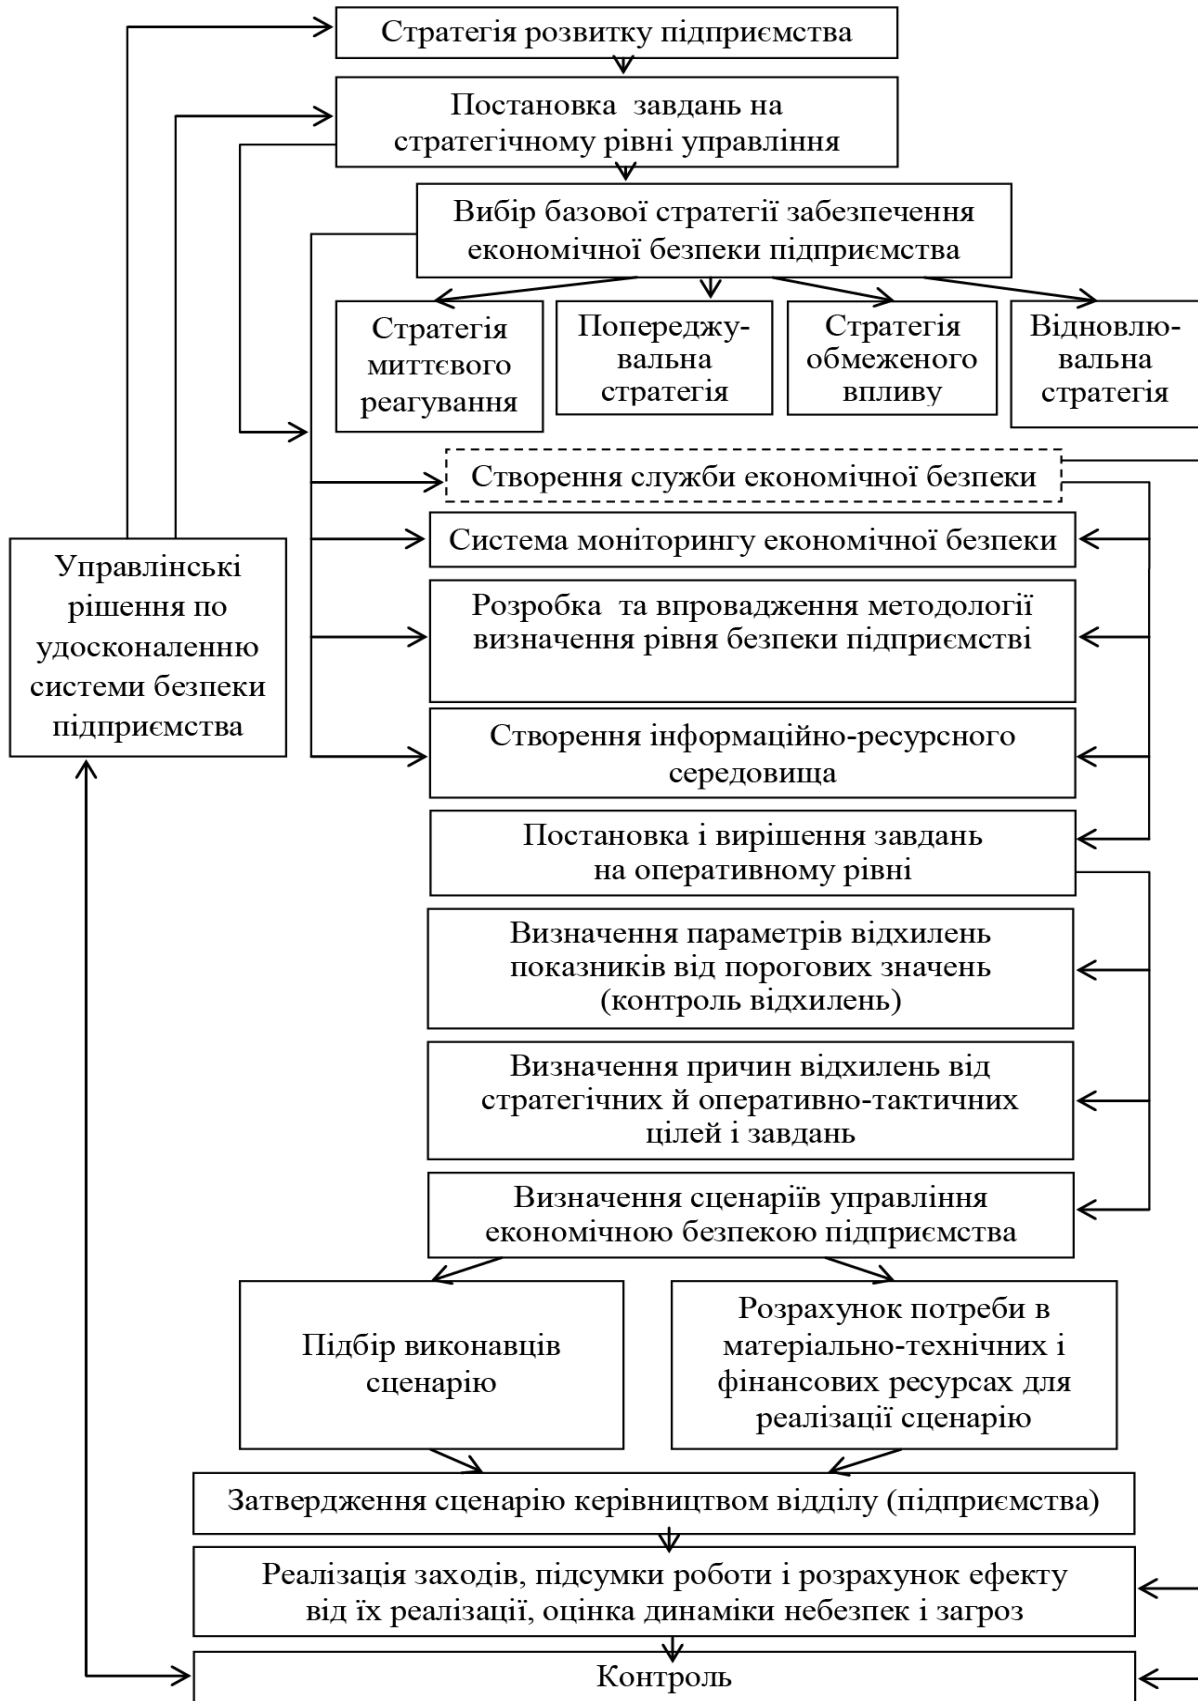 Стратегія розвитку підприємства
Постановка завдань на
стратегічному рівні управління
Вибір базової стратегії забезпечення
економічної безпеки підприємства
Стратегія
миттєвого
реагування
Попереджу-
вальна
стратегія
Стратегія
обмеженого
впливу
Відновлю-
вальна
стратегія
Створення служби економічної безпеки
Система моніторингу економічної безпеки
Управлінські
рішення по
удосконаленню
системи безпеки
підприємства
Розробка та впровадження методології
визначення рівня безпеки підприємстві
Створення інформаційно-ресурсного
середовища
Постановка і вирішення завдань
на оперативному рівні
Визначення параметрів відхилень
показників від порогових значень
(контроль відхилень)
Визначення причин відхилень від
стратегічних й оперативно-тактичних
цілей і завдань
Визначення сценаріїв управління
економічною безпекою підприємства
Підбір виконавців
сценарію
Розрахунок потреби в
матеріально-технічних і
фінансових ресурсах для
реалізації сценарію
Затвердження сценарію керівництвом відділу (підприємства)
Реалізація заходів, підсумки роботи і розрахунок ефекту
від їх реалізації, оцінка динаміки небезпек і загроз
Контроль